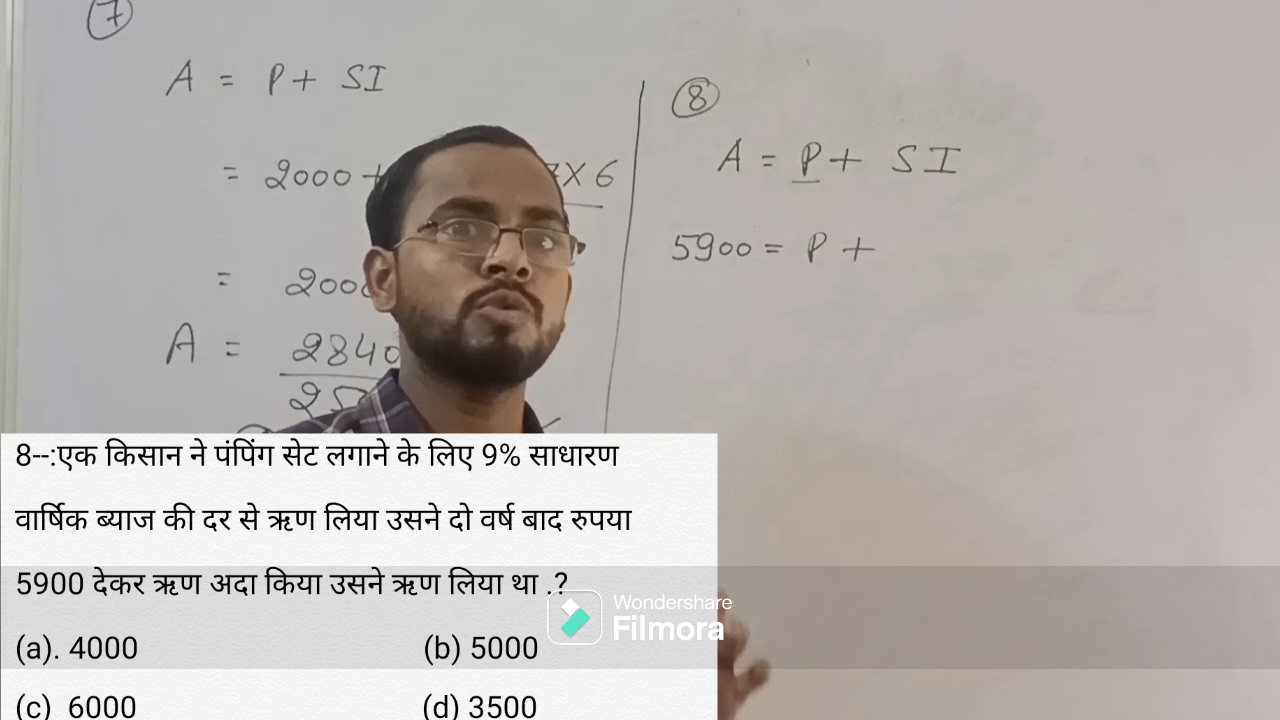 7
A = P + SI
= 2000 + X 6
=
A = 2840
8
A = P + SI
5900 = P +
8--:एक किसान ने पंपिंग सेट लगाने के लिए 9% साधारण
वार्षिक ब्याज की दर से ऋण लिया उसने दो वर्ष बाद रुपया
5900 देकर ऋण अदा किया उसने ऋण लिया था .?
(a). 4000 (b) 5000
(c) 6000 (d) 3500
Wondershare
Filmora